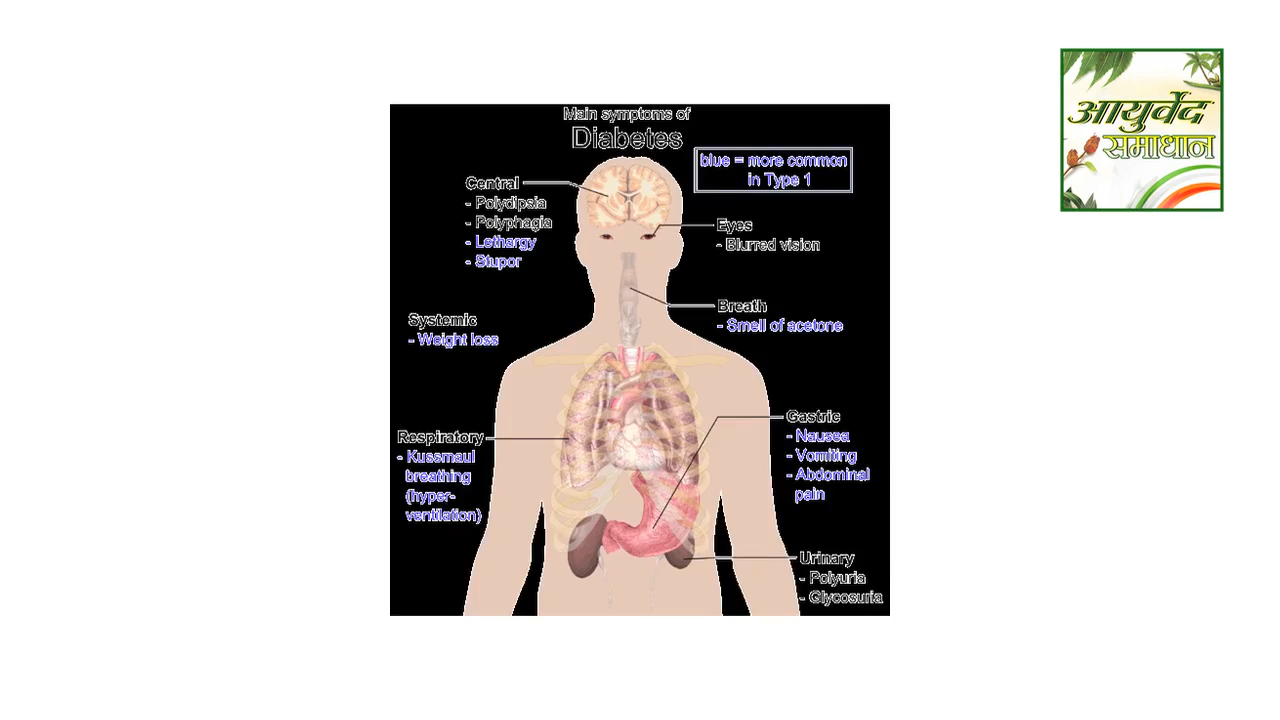 Main symptoms of
Diabetes
blue = more common
in Type 1
Central
- Polydipsia
- Polyphagia
- Lethargy
- Stupor
Eyes
- Blurred vision
Breath
- Smell of acetone
Systemic
- Weight loss
Respiratory
- Kussmaul
breathing
(hyper-
ventilation)
Gastric
- Nausea
- Vomiting
- Abdominal
pain
Urinary
- Polyuria
- Glycosuria
आयुर्वेद
समाधान